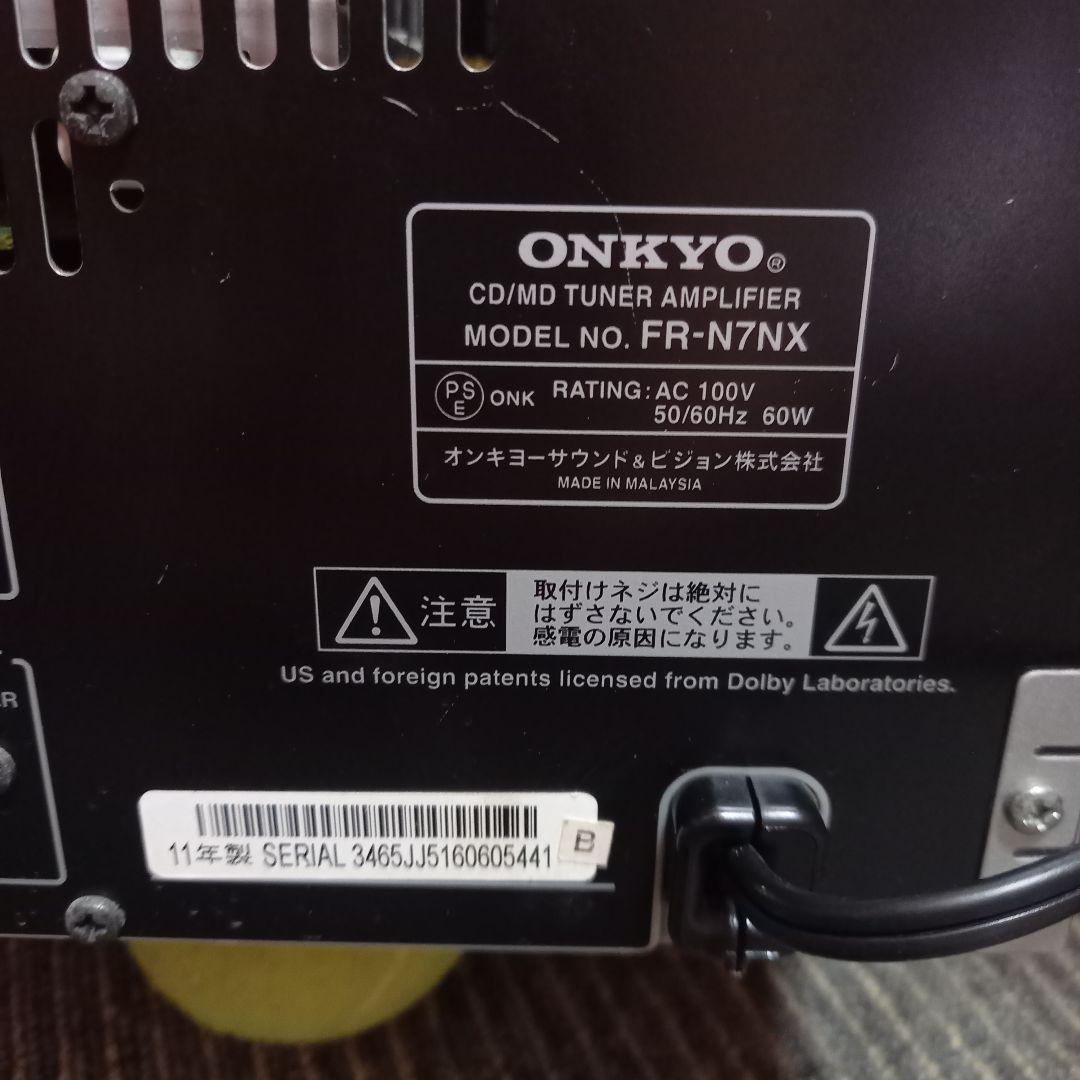 ONKYO®
CD/MD TUNER AMPLIFIER
MODEL NO. FR-N7NX
PSE ONK RATING: AC 100V
50/60Hz 60W
オンキヨーサウンド&ビジョン株式会社
MADE IN MALAYSIA
注意
取付けネジは絶対に
はずさないでください。
感電の原因になります。
US and foreign patents licensed from Dolby Laboratories.
ER
11年製 SERIAL 3465JJ5160605441
B